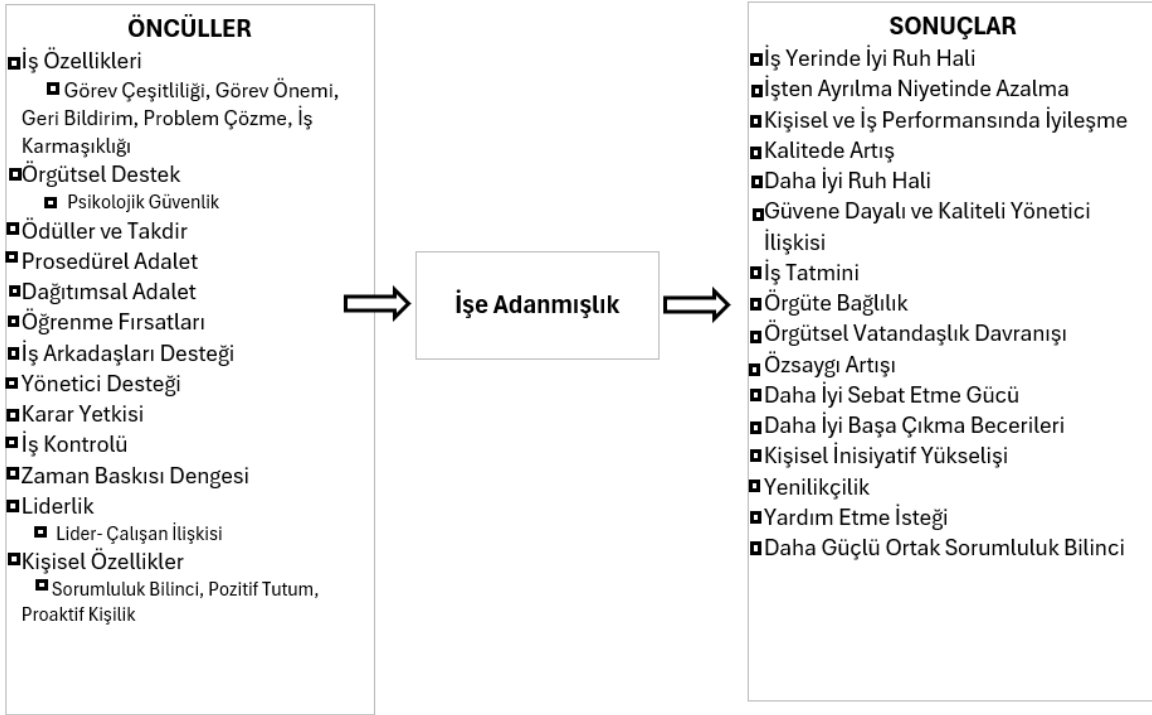 ÖNCÜLLER
İş Özellikleri
Görev Çeşitliliği, Görev Önemi,
Geri Bildirim, Problem Çözme, İş
Karmaşıklığı
Örgütsel Destek
Psikolojik Güvenlik
Ödüller ve Takdir
Prosedürel Adalet
Dağıtımsal Adalet
Öğrenme Fırsatları
İş Arkadaşları Desteği
Yönetici Desteği
Karar Yetkisi
İş Kontrolü
Zaman Baskısı Dengesi
Liderlik
Lider- Çalışan İlişkisi
Kişisel Özellikler
Sorumluluk Bilinci, Pozitif Tutum,
Proaktif Kişilik
İşe Adanmışlık
SONUÇLAR
İş Yerinde İyi Ruh Hali
İşten Ayrılma Niyetinde Azalma
Kişisel ve İş Performansında İyileşme
Kalitede Artış
Daha İyi Ruh Hali
Güvene Dayalı ve Kaliteli Yönetici
İlişkisi
İş Tatmini
Örgüte Bağlılık
Örgütsel Vatandaşlık Davranışı
Özsaygı Artışı
Daha İyi Sebat Etme Gücü
Daha İyi Başa Çıkma Becerileri
Kişisel İnisiyatif Yükselişi
Yenilikçilik
Yardım Etme İsteği
Daha Güçlü Ortak Sorumluluk Bilinci